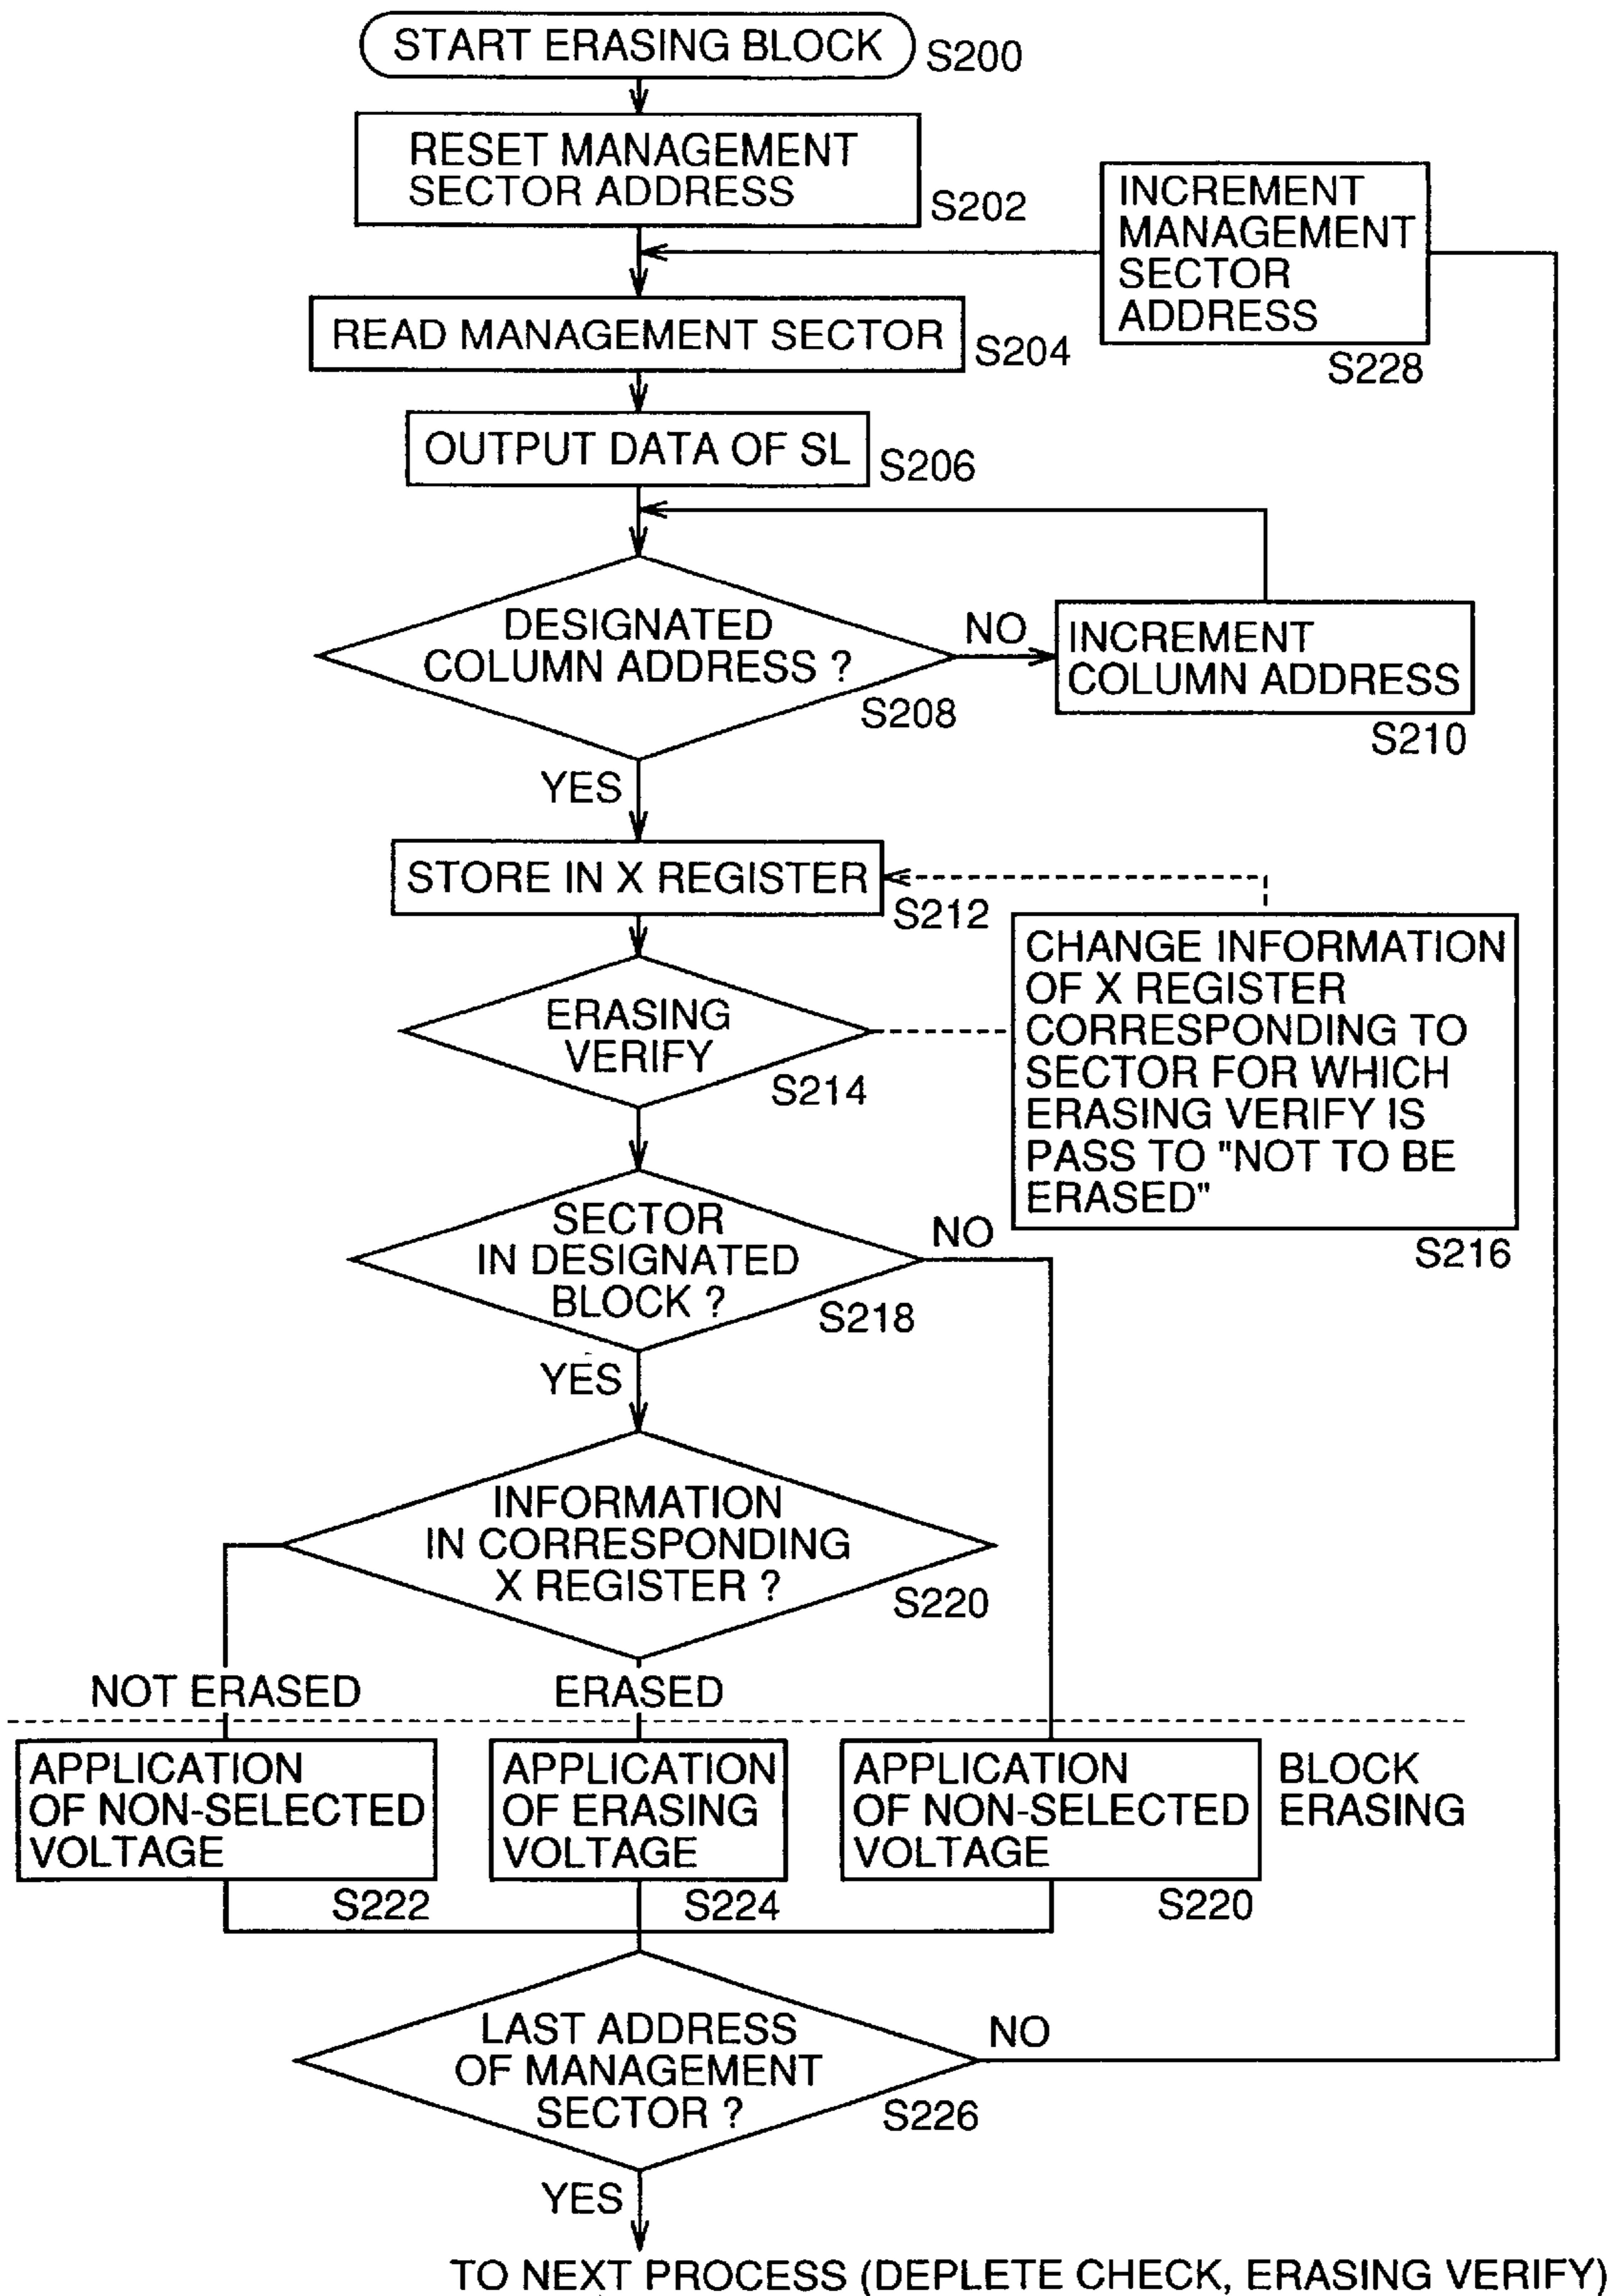 START ERASING BLOCK
S200
RESET MANAGEMENT
SECTOR ADDRESS
S202
INCREMENT
MANAGEMENT
SECTOR
ADDRESS
S228
READ MANAGEMENT SECTOR
S204
OUTPUT DATA OF SL
S206
DESIGNATED
COLUMN ADDRESS ?
S208
NO
INCREMENT
COLUMN ADDRESS
S210
YES
STORE IN X REGISTER
S212
ERASING
VERIFY
S214
CHANGE INFORMATION
OF X REGISTER
CORRESPONDING TO
SECTOR FOR WHICH
ERASING VERIFY IS
PASS TO "NOT TO BE
ERASED"
S216
SECTOR
IN DESIGNATED
BLOCK ?
S218
NO
YES
INFORMATION
IN CORRESPONDING
X REGISTER ?
S220
NOT ERASED
ERASED
APPLICATION
OF NON-SELECTED
VOLTAGE
S222
APPLICATION
OF ERASING
VOLTAGE
S224
APPLICATION
OF NON-SELECTED
VOLTAGE
S220
BLOCK
ERASING
LAST ADDRESS
OF MANAGEMENT
SECTOR ?
S226
NO
YES
TO NEXT PROCESS (DEPLETE CHECK, ERASING VERIFY)